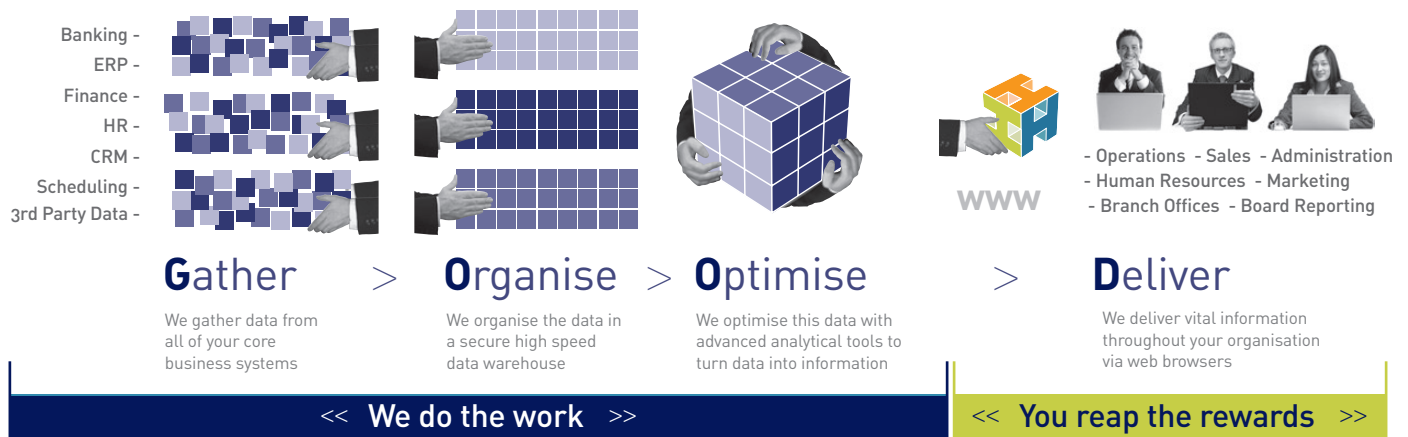 Banking -
ERP -
Finance -
HR -
CRM -
Scheduling -
3rd Party Data -
www
- Operations - Sales - Administration
- Human Resources - Marketing
- Branch Offices - Board Reporting
Gather > Organise > Optimise > Deliver
We gather data from
all of your core
business systems
We organise the data in
a secure high speed
data warehouse
We optimise this data with
advanced analytical tools to
turn data into information
We deliver vital information
throughout your organisation
via web browsers
<< We do the work >>
<< You reap the rewards >>